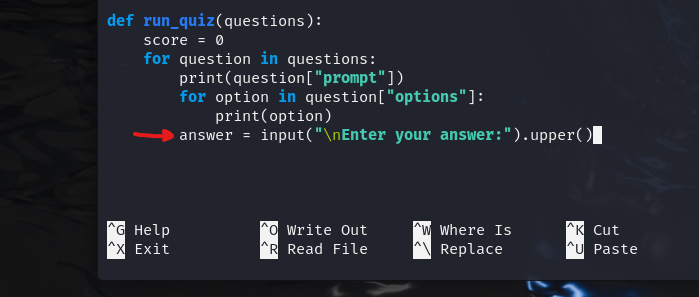 def run_quiz(questions):
    score = 0
    for question in questions:
        print(question["prompt"])
        for option in question["options"]:
            print(option)
        answer = input("\nEnter your answer:").upper()
^G Help ^O Write Out ^W Where Is ^K Cut
^X Exit ^R Read File ^\ Replace ^U Paste